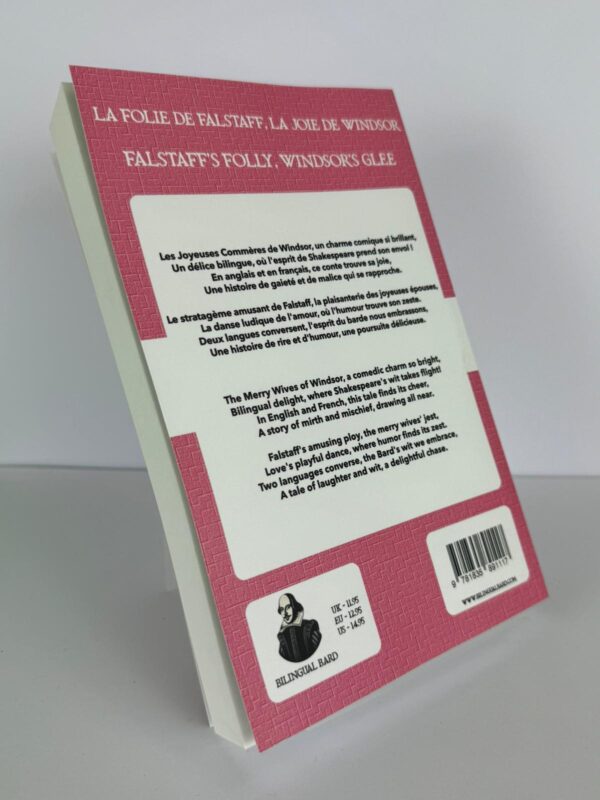 LA FOLIE DE FALSTAFF, LA JOIE DE WINDSOR
FALSTAFF'S FOLLY, WINDSOR'S GLEE
Les Joyeuses Commères de Windsor, un charme comique si brillant,
Un délice bilingue, où l'esprit de Shakespeare prend son envol !
En anglais et en français, ce conte trouve sa joie,
Une histoire de gaieté et de malice qui se rapproche.
Le stratagème amusant de Falstaff, la plaisanterie des joyeuses épouses,
La danse ludique de l'amour, où l'humour trouve son zeste.
Deux langues conversent, l'esprit du barde nous embrassons,
Une histoire de rire et d'humour, une poursuite délicieuse.
The Merry Wives of Windsor, a comedic charm so bright,
Bilingual delight, where Shakespeare's wit takes flight!
In English and French, this tale finds its cheer,
A story of mirth and mischief, drawing all near.
Falstaff's amusing ploy, the merry wives' jest,
Love's playful dance, where humor finds its zest.
Two languages converse, the Bard's wit we embrace,
A tale of laughter and wit, a delightful chase.
UK - 11.95
EU - 12.95
US - 14.95
BILINGUAL BARD
9 781835 891117
WWW.BILINGUALBARD.COM